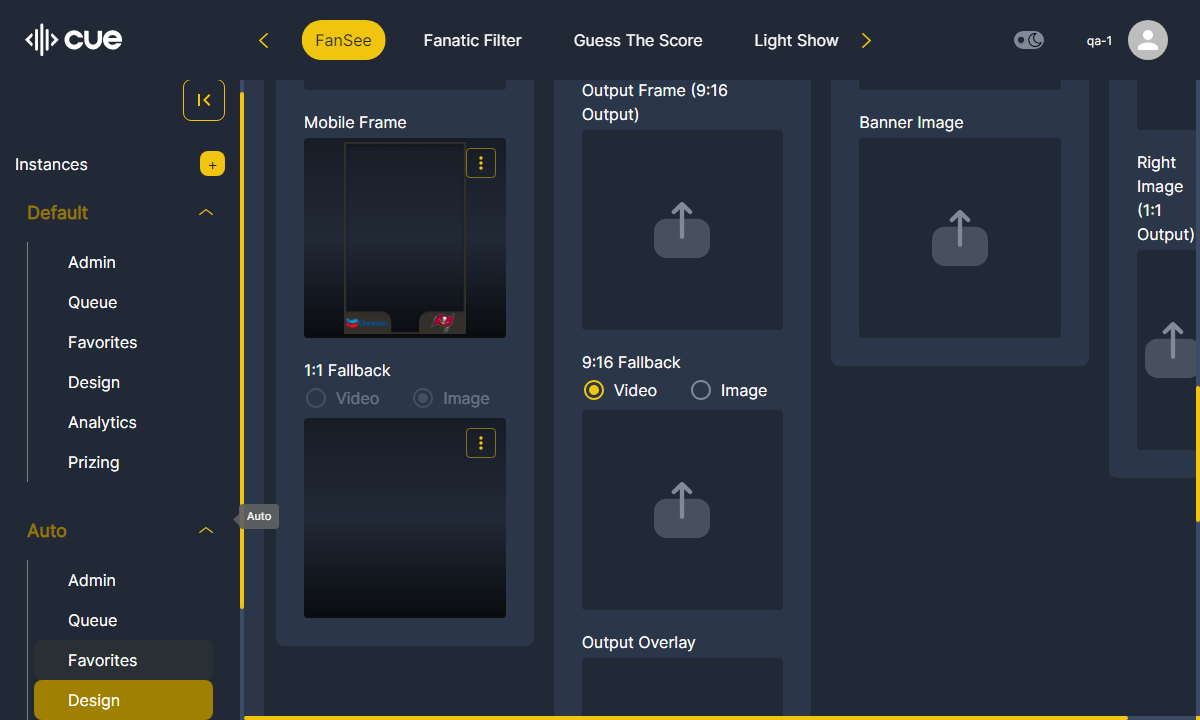 cue
FanSee
Fanatic Filter
Guess The Score
Light Show
qa-1
Instances
+
Default
Admin
Queue
Favorites
Design
Analytics
Prizing
Auto
Admin
Queue
Favorites
Design
Auto
Mobile Frame
1:1 Fallback
Video
Image
Output Frame (9:16
Output)
9:16 Fallback
Video
Image
Output Overlay
Banner Image
Right
Image
(1:1
Output)